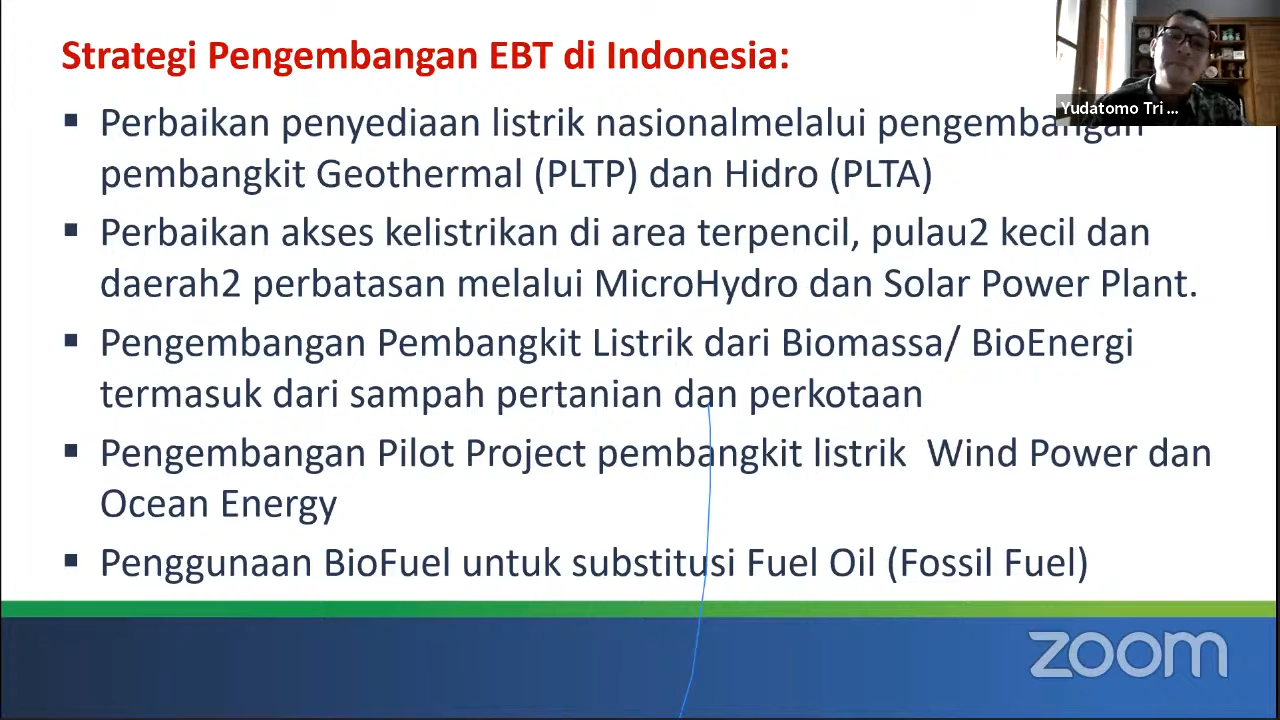 Strategi Pengembangan EBT di Indonesia:
Yudatomo Tri ...
▪ Perbaikan penyediaan listrik nasionalmelalui pengembangan
pembangkit Geothermal (PLTP) dan Hidro (PLTA)
▪ Perbaikan akses kelistrikan di area terpencil, pulau2 kecil dan
daerah2 perbatasan melalui MicroHydro dan Solar Power Plant.
▪ Pengembangan Pembangkit Listrik dari Biomassa/ BioEnergi
termasuk dari sampah pertanian dan perkotaan
▪ Pengembangan Pilot Project pembangkit listrik  Wind Power dan
Ocean Energy
▪ Penggunaan BioFuel untuk substitusi Fuel Oil (Fossil Fuel)
zoom